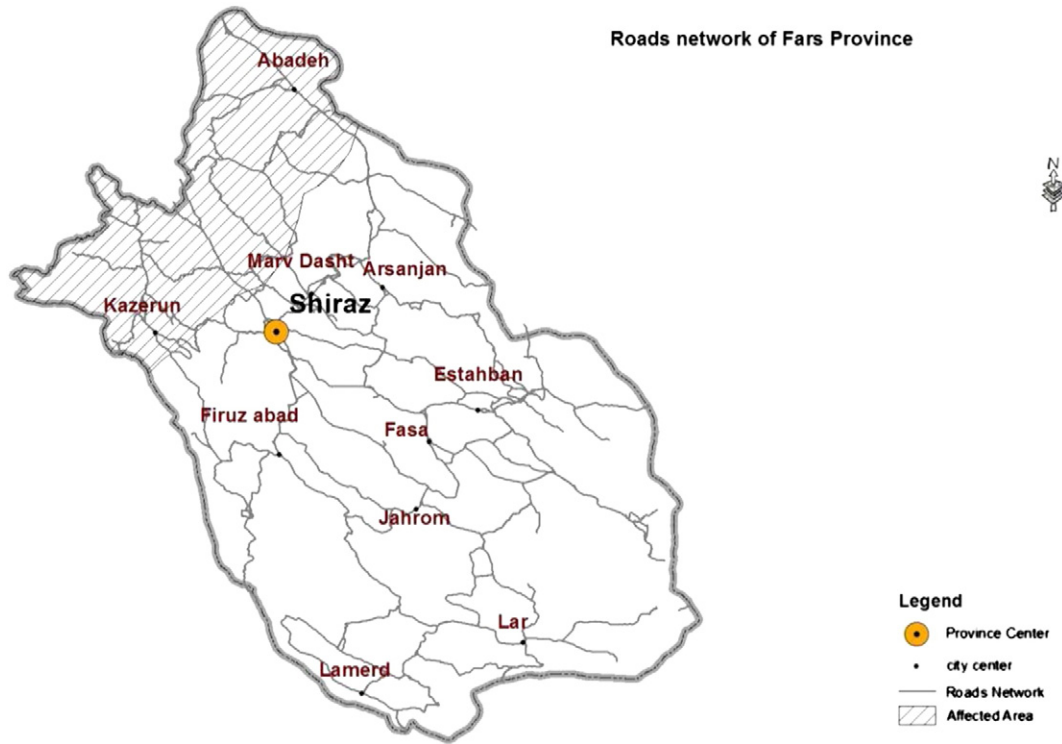 Roads network of Fars Province
Abadeh
N
Marv Dasht
Arsanjan
Kazerun
Shiraz
Estahban
Firuz abad
Fasa
Jahrom
Lar
Lamerd
Legend
Province Center
city center
Roads Network
Affected Area